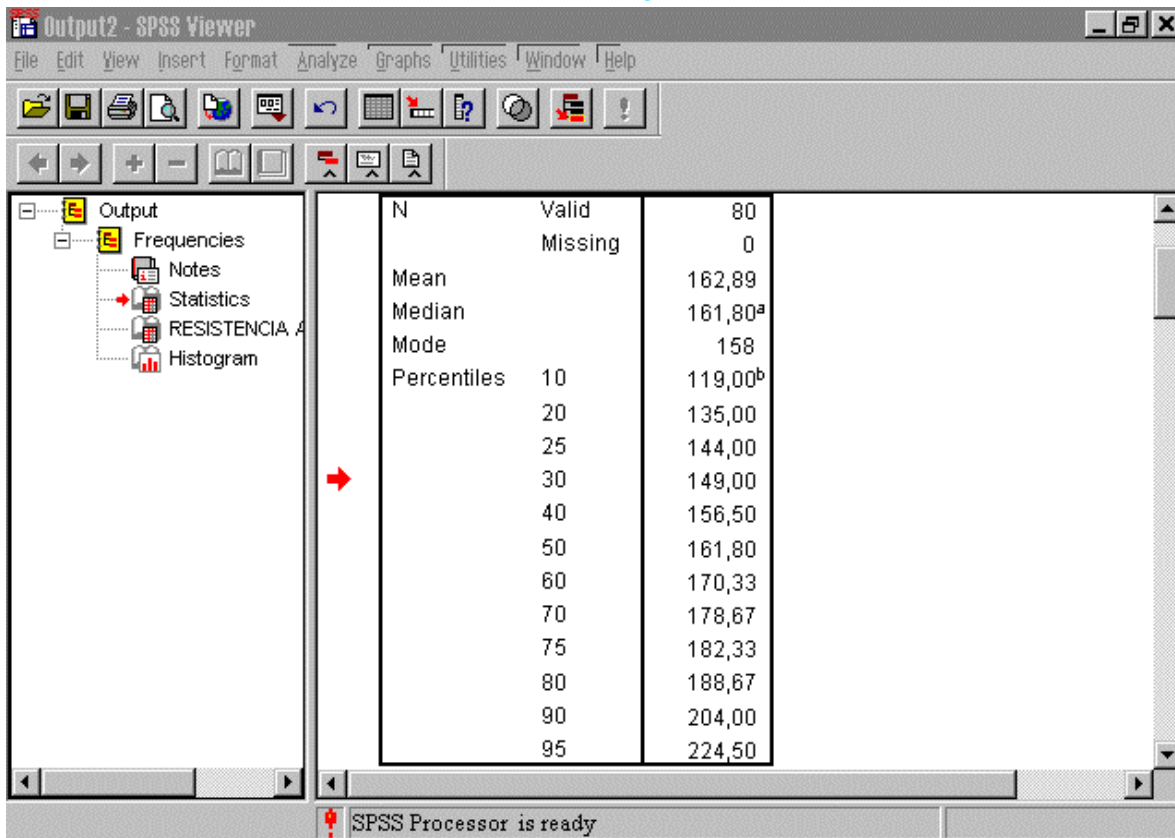 SPSS
Output2 - SPSS Viewer
File Edit View Insert Format Analyze Graphs Utilities Window Help
Output
Frequencies
Notes
Statistics
RESISTENCIA A
Histogram
N Valid 80
Missing 0
Mean 162,89
Median 161,80a
Mode 158
Percentiles 10 119,00b
20 135,00
25 144,00
30 149,00
40 156,50
50 161,80
60 170,33
70 178,67
75 182,33
80 188,67
90 204,00
95 224,50
SPSS Processor is ready